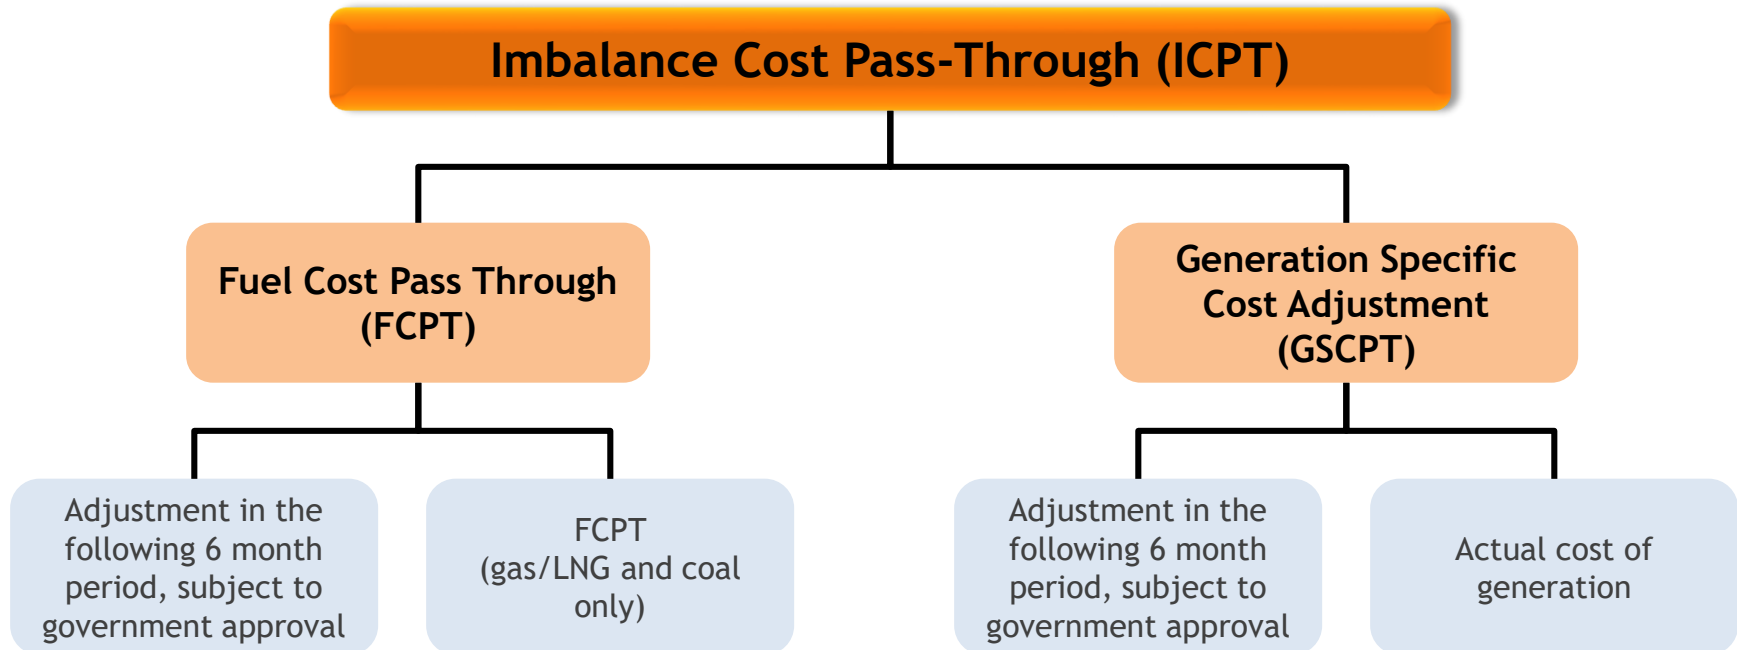 Imbalance Cost Pass-Through (ICPT)
Fuel Cost Pass Through
(FCPT)
Generation Specific
Cost Adjustment
(GSCPT)
Adjustment in the
following 6 month
period, subject to
government approval
FCPT
(gas/LNG and coal
only)
Adjustment in the
following 6 month
period, subject to
government approval
Actual cost of
generation